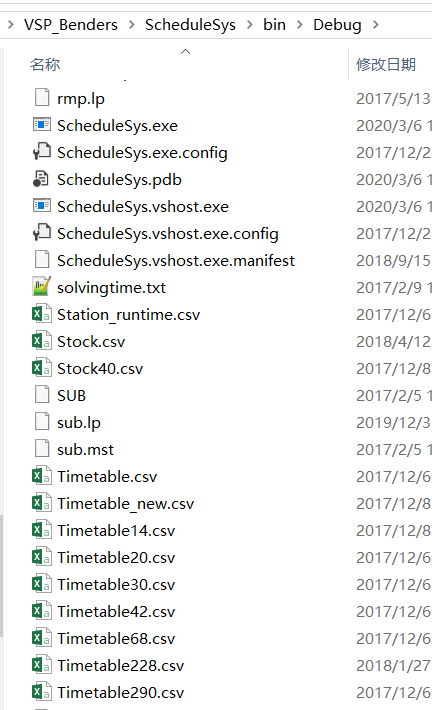 VSP_Benders > ScheduleSys > bin > Debug >
名称 修改日期
rmp.lp 2017/5/13
ScheduleSys.exe 2020/3/6 1
ScheduleSys.exe.config 2017/12/2
ScheduleSys.pdb 2020/3/6 1
ScheduleSys.vshost.exe 2020/3/6 1
ScheduleSys.vshost.exe.config 2017/12/2
ScheduleSys.vshost.exe.manifest 2018/9/15
solvingtime.txt 2017/2/9 1
Station_runtime.csv 2017/12/6
Stock.csv 2018/4/12
Stock40.csv 2017/12/8
SUB 2017/2/5 1
sub.lp 2019/12/3
sub.mst 2017/2/5 1
Timetable.csv 2017/12/6
Timetable_new.csv 2017/12/8
Timetable14.csv 2017/12/8
Timetable20.csv 2017/12/6
Timetable30.csv 2017/12/6
Timetable42.csv 2017/12/6
Timetable68.csv 2017/12/6
Timetable228.csv 2018/1/27
Timetable290.csv 2017/12/6